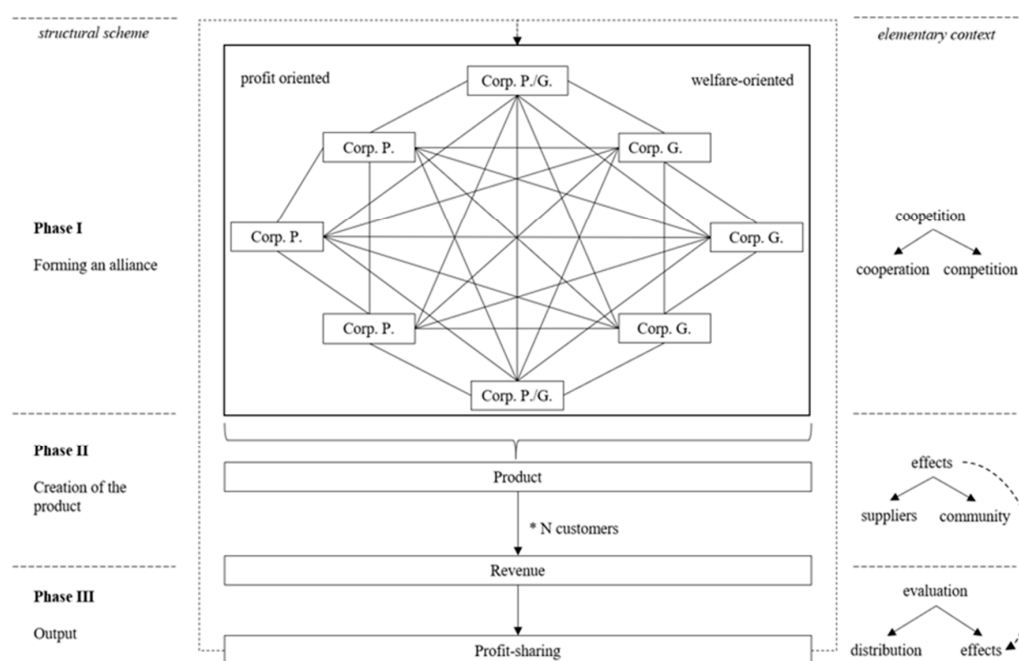 structural scheme
elementary context
profit oriented
welfare-oriented
Corp. P./G.
Corp. P.
Corp. G.
Corp. P.
Corp. G.
Corp. P.
Corp. G.
Corp. P./G.
Phase I
Forming an alliance
coopetition
cooperation
competition
Phase II
Creation of the
product
Product
* N customers
effects
suppliers
community
Revenue
Phase III
Output
Profit-sharing
evaluation
distribution
effects